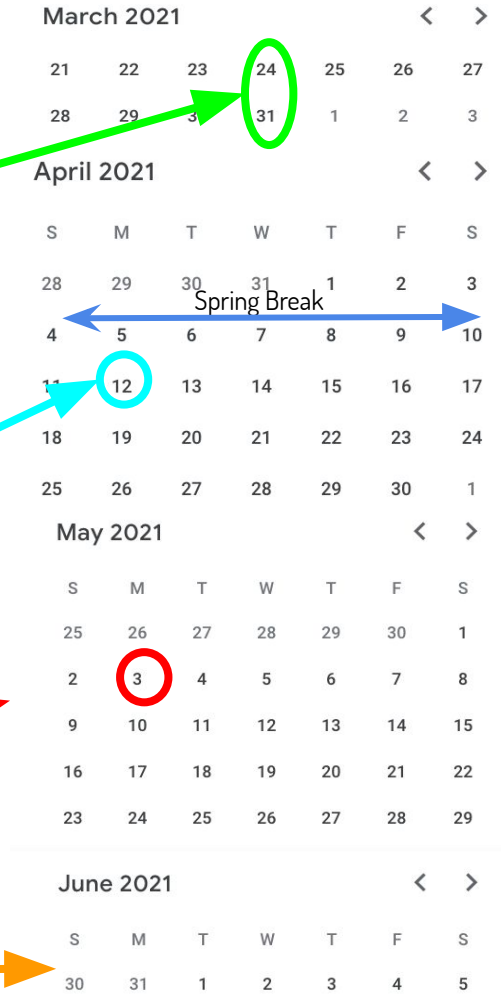 March 2021
21 22 23 24 25 26 27
28 29 31 1 2 3
April 2021
S M T W T F S
28 29 30 31 1 2 3
Spring Break
4 5 6 7 8 9 10
11 12 13 14 15 16 17
18 19 20 21 22 23 24
25 26 27 28 29 30 1
May 2021
S M T W T F S
25 26 27 28 29 30 1
2 3 4 5 6 7 8
9 10 11 12 13 14 15
16 17 18 19 20 21 22
23 24 25 26 27 28 29
June 2021
S M T W T F S
30 31 1 2 3 4 5